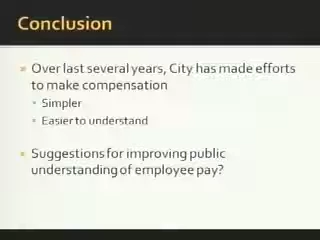 Conclusion
Over last several years, City has made efforts
to make compensation
Simpler
Easier to understand
Suggestions for improving public
understanding of employee pay?